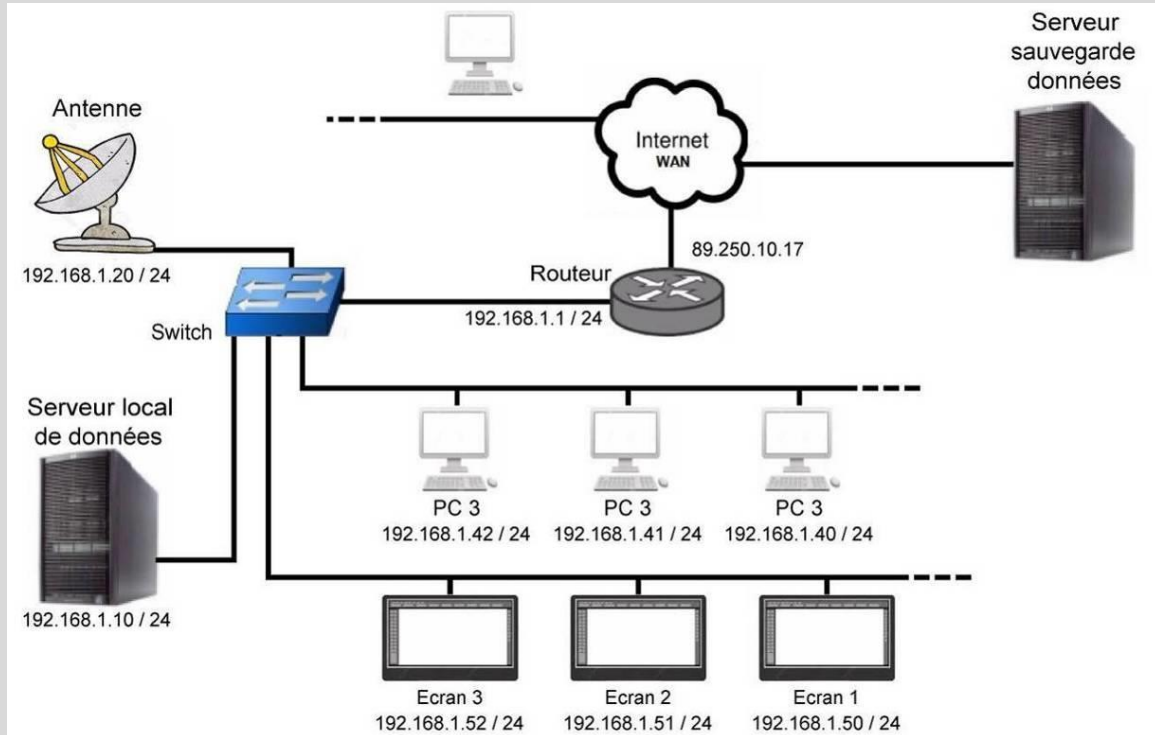 Serveur
sauvegarde
données
Antenne
Internet
WAN
89.250.10.17
192.168.1.20 / 24
Routeur
192.168.1.1 / 24
Switch
Serveur local
de données
PC 3
192.168.1.42 / 24
PC 3
192.168.1.41 / 24
PC 3
192.168.1.40 / 24
192.168.1.10 / 24
Ecran 3
192.168.1.52 / 24
Ecran 2
192.168.1.51 / 24
Ecran 1
192.168.1.50 / 24